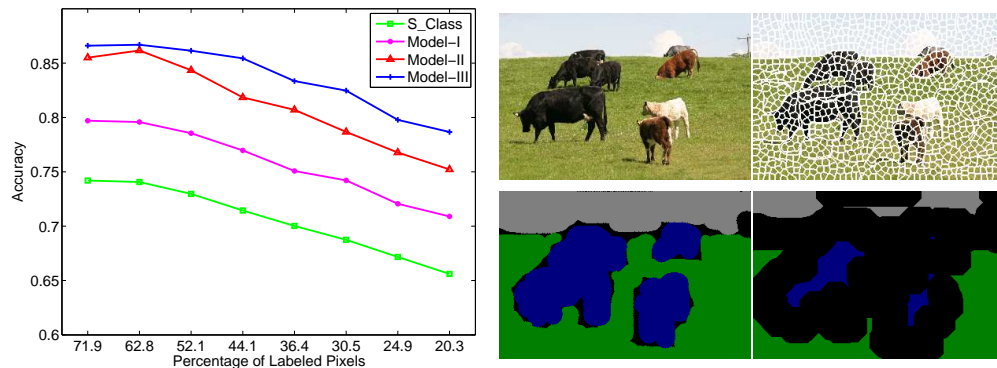 S_Class
Model-I
Model-II
Model-III
0.85
0.8
0.75
0.7
0.65
0.6
Accuracy
71.9 62.8 52.1 44.1 36.4 30.5 24.9 20.3
Percentage of Labeled Pixels